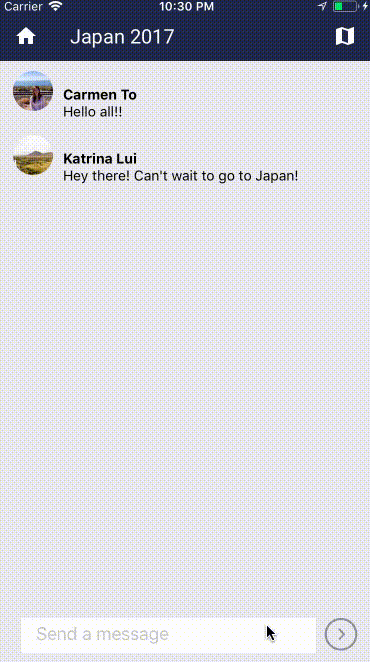 Carrier 10:30 PM
Japan 2017
Carmen To
Hello all!!
Katrina Lui
Hey there! Can't wait to go to Japan!
Send a message